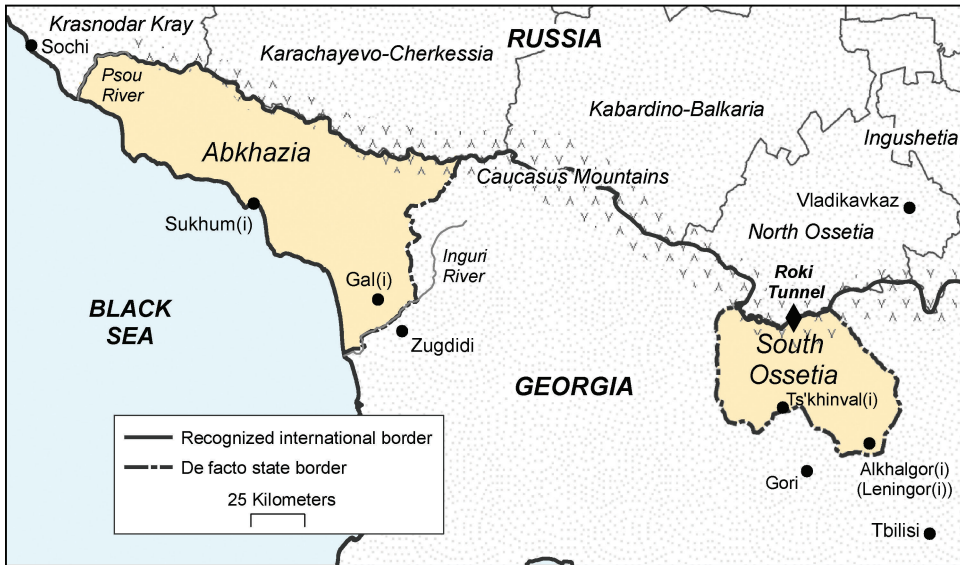 Krasnodar Kray
Sochi
Karachayevo-Cherkessia
RUSSIA
Psou
River
Kabardino-Balkaria
Ingushetia
Abkhazia
Caucasus Mountains
Vladikavkaz
Sukhum(i)
North Ossetia
Inguri
River
Gal(i)
Roki
Tunnel
BLACK
SEA
Zugdidi
South
Ossetia
GEORGIA
Ts'khinval(i)
Recognized international border
De facto state border
25 Kilometers
Gori
Alkhalgor(i)
(Leningor(i))
Tbilisi